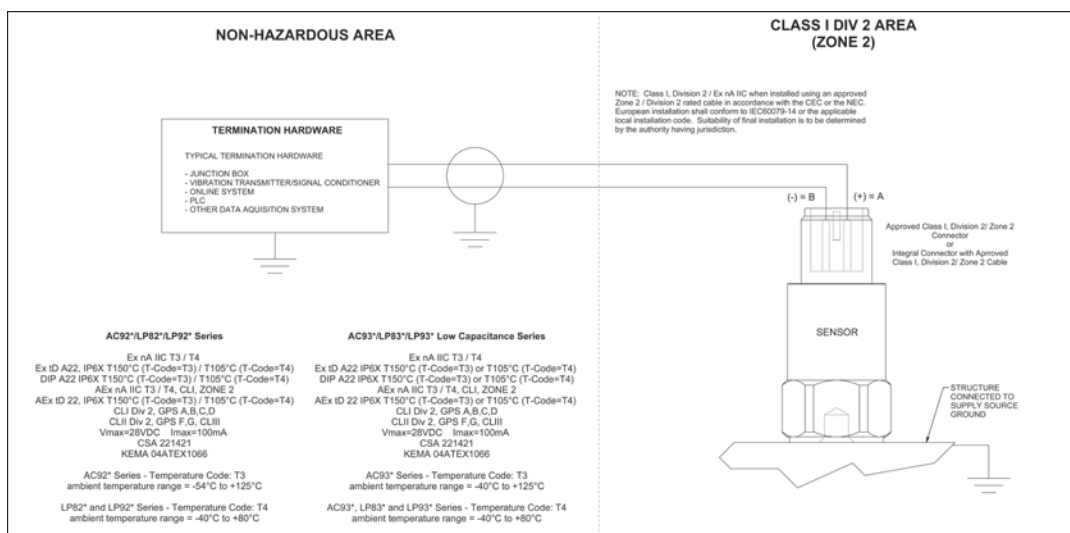 NON-HAZARDOUS AREA
TERMINATION HARDWARE
TYPICAL TERMINATION HARDWARE
- JUNCTION BOX
- VIBRATION TRANSMITTER/SIGNAL CONDITIONER
- ONLINE SYSTEM
- PLC
- OTHER DATA AQUISITION SYSTEM
AC92*/LP82*/LP92* Series
Ex nA IIC T3 / T4
Ex tD A22, IP6X T150°C (T-Code=T3) / T105°C (T-Code=T4)
DIP A22 IP6X T150°C (T-Code=T3) / T105°C (T-Code=T4)
AEx nA IIC T3 / T4, CLI, ZONE 2
AEx tD 22, IP6X T150°C (T-Code=T3) / T105°C (T-Code=T4)
CLI Div 2, GPS A,B,C,D
CLII Div 2, GPS F,G, CLIII
Vmax=28VDC Imax=100mA
CSA 221421
KEMA 04ATEX1066
AC92* Series - Temperature Code: T3
ambient temperature range = -54°C to +125°C
LP82* and LP92* Series - Temperature Code: T4
ambient temperature range = -40°C to +80°C
AC93*/LP83*/LP93* Low Capacitance Series
Ex nA IIC T3 / T4
Ex tD A22, IP6X T150°C (T-Code=T3) or T105°C (T-Code=T4)
DIP A22 IP6X T150°C (T-Code=T3) or T105°C (T-Code=T4)
AEx nA IIC T3 / T4, CLI, ZONE 2
AEx tD 22, IP6X T150°C (T-Code=T3) or T105°C (T-Code=T4)
CLI Div 2, GPS A,B,C,D
CLII Div 2, GPS F,G, CLIII
Vmax=28VDC Imax=100mA
CSA 221421
KEMA 04ATEX1066
AC93* Series - Temperature Code: T3
ambient temperature range = -40°C to +125°C
AC93*, LP83* and LP93* Series - Temperature Code: T4
ambient temperature range = -40°C to +80°C
CLASS I DIV 2 AREA
(ZONE 2)
NOTE: Class I, Division 2 / Ex nA IIC when installed using an approved
Zone 2 / Division 2 rated cable in accordance with the CEC or the NEC.
European installation shall conform to IEC60079-14 or the applicable
local installation code. Suitability of final installation is to be determined
by the authority having jurisdiction.
(-) = B
(+) = A
Approved Class I, Division 2/ Zone 2
Connector
or
Integral Connector with Aprroved
Class I, Division 2/ Zone 2 Cable
SENSOR
STRUCTURE
CONNECTED TO
SUPPLY SOURCE
GROUND